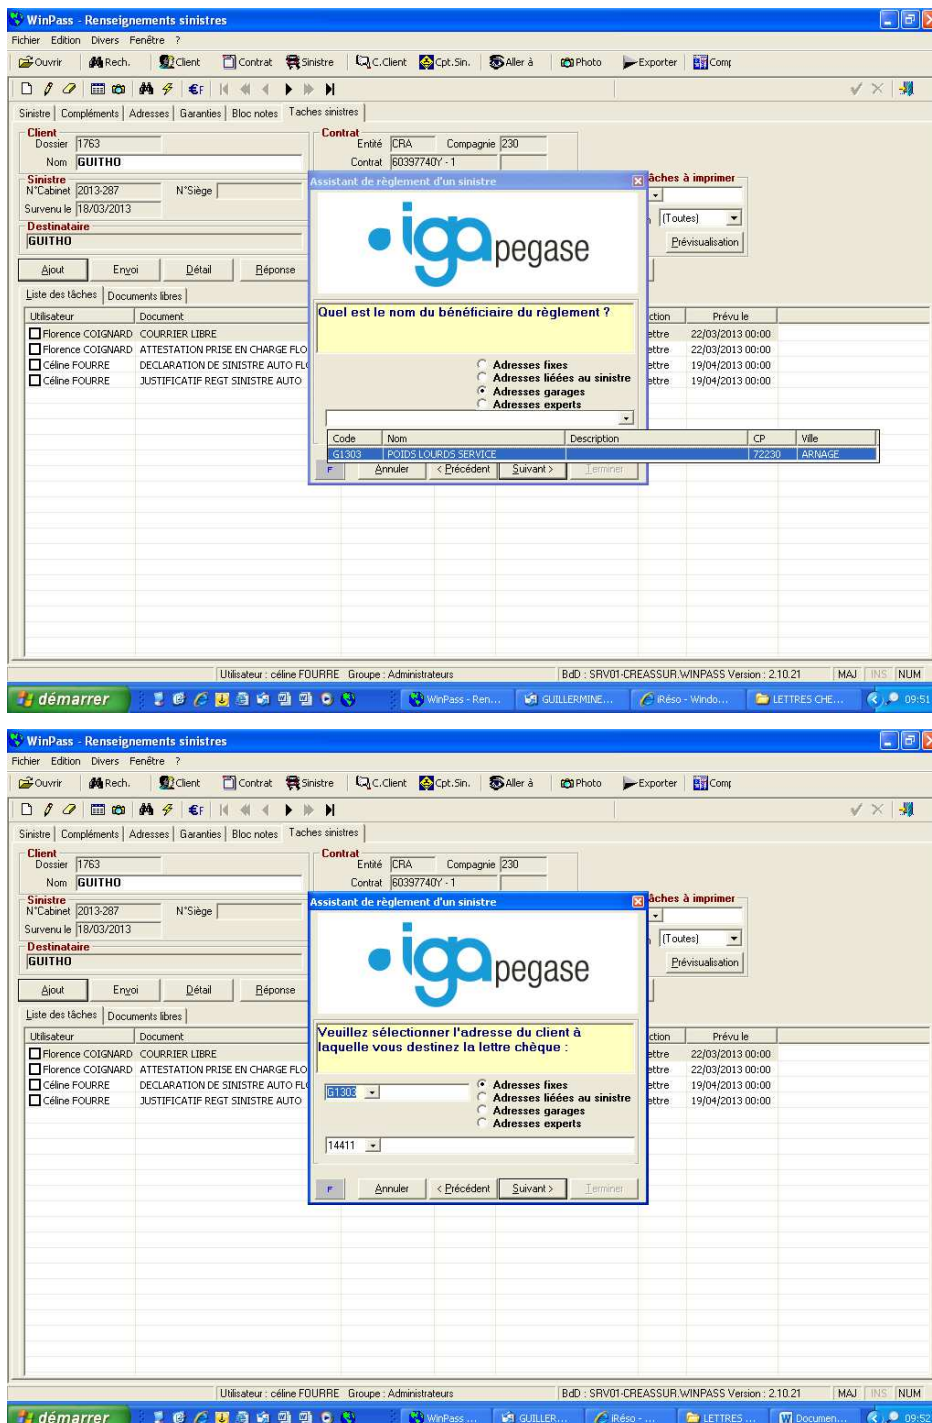 WinPass - Renseignements sinistres
Fichier Edition Divers Fenêtre ?
Ouvrir Rech. Client Contrat Sinistre C.Client Cpt.Sin. Aller à Photo Exporter Comp
€F
Sinistre Compléments Adresses Garanties Bloc notes Taches sinistres
Client Contrat
Dossier 1763 Entité CRA Compagnie 230
Nom GUITHO Contrat 60397740Y - 1
Sinistre Assistant de règlement d'un sinistre âches à imprimer
N°Cabinet 2013-287 N°Siège
Survenu le 18/03/2013 (Toutes)
Destinataire
GUITHO Prévisualisation
iga pegase
Ajout Envoi Détail Réponse
Liste des tâches Documents libres
Quel est le nom du bénéficiaire du règlement ?
Utilisateur Document ction Prévu le
Florence COIGNARD COURRIER LIBRE ettre 22/03/2013 00:00
Florence COIGNARD ATTESTATION PRISE EN CHARGE FLO ettre 22/03/2013 00:00
Céline FOURRE DECLARATION DE SINISTRE AUTO FL ettre 19/04/2013 00:00
Céline FOURRE JUSTIFICATIF REGT SINISTRE AUTO ettre 19/04/2013 00:00
Adresses fixes
Adresses liéées au sinistre
Adresses garages
Adresses experts
Code Nom Description CP Ville
G1303 POIDS LOURDS SERVICE 72230 ARNAGE
F Annuler < Précédent Suivant > Terminer
Utilisateur : céline FOURRE Groupe : Administrateurs BdD : SRV01-CREASSUR.WINPASS Version : 2.10.21 MAJ INS NUM
démarrer WinPass - Ren... GUILLERMINE... iRéso - Windo... LETTRES CHE... 09:51
WinPass - Renseignements sinistres
Fichier Edition Divers Fenêtre ?
Ouvrir Rech. Client Contrat Sinistre C.Client Cpt.Sin. Aller à Photo Exporter Comp
€F
Sinistre Compléments Adresses Garanties Bloc notes Taches sinistres
Client Contrat
Dossier 1763 Entité CRA Compagnie 230
Nom GUITHO Contrat 60397740Y - 1
Sinistre Assistant de règlement d'un sinistre âches à imprimer
N°Cabinet 2013-287 N°Siège
Survenu le 18/03/2013 (Toutes)
Destinataire
GUITHO Prévisualisation
iga pegase
Ajout Envoi Détail Réponse
Liste des tâches Documents libres
Veuillez sélectionner l'adresse du client à
laquelle vous destinez la lettre chèque :
Utilisateur Document ction Prévu le
Florence COIGNARD COURRIER LIBRE ettre 22/03/2013 00:00
Florence COIGNARD ATTESTATION PRISE EN CHARGE FLO ettre 22/03/2013 00:00
Céline FOURRE DECLARATION DE SINISTRE AUTO FL ettre 19/04/2013 00:00
Céline FOURRE JUSTIFICATIF REGT SINISTRE AUTO ettre 19/04/2013 00:00
G1303 Adresses fixes
Adresses liéées au sinistre
Adresses garages
Adresses experts
14411
F Annuler < Précédent Suivant > Terminer
Utilisateur : céline FOURRE Groupe : Administrateurs BdD : SRV01-CREASSUR.WINPASS Version : 2.10.21 MAJ INS NUM
démarrer WinPass ... GUILLER... iRéso - ... LETTRES ... Documen... 09:52